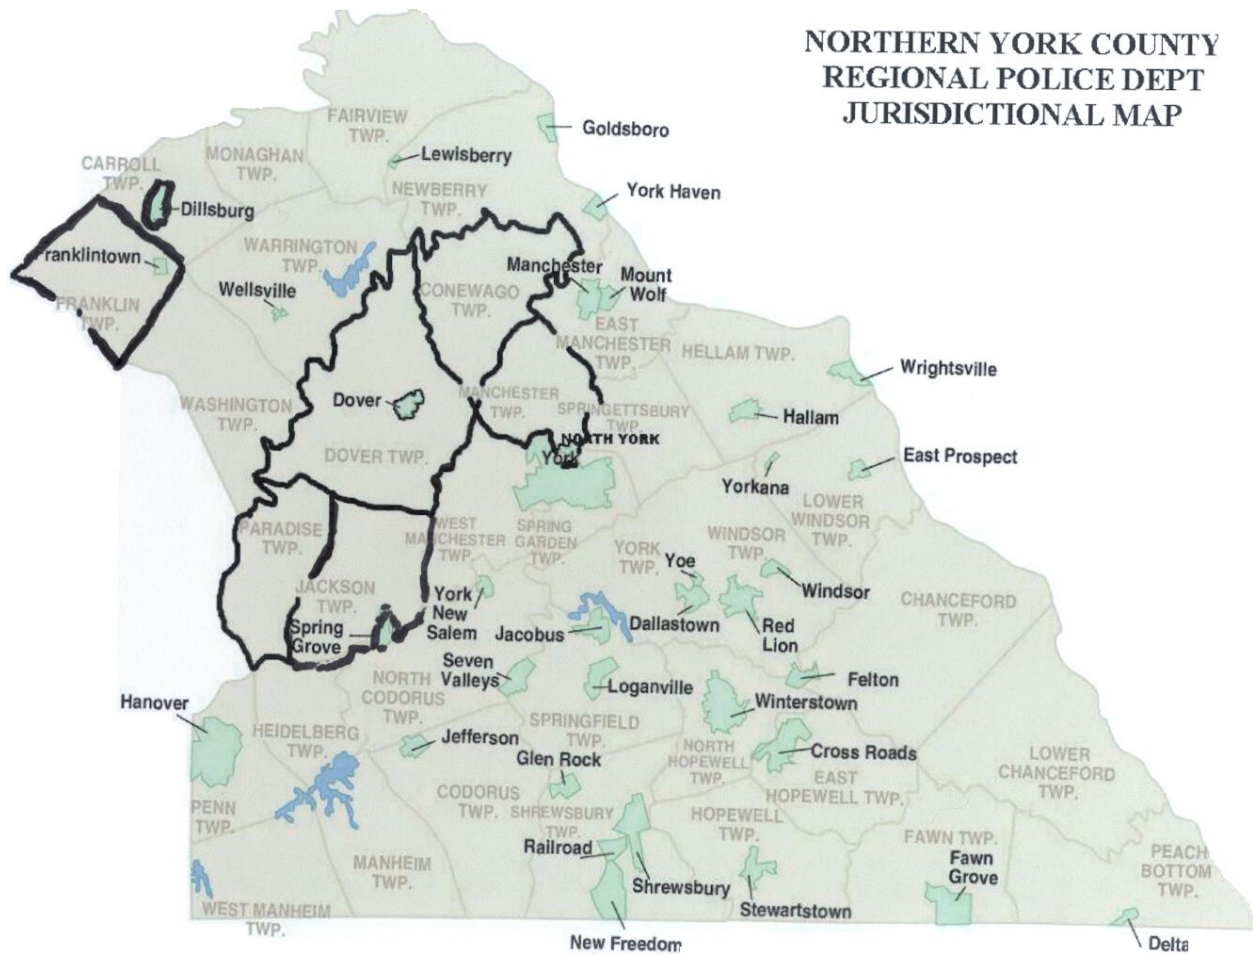 NORTHERN YORK COUNTY
REGIONAL POLICE DEPT
JURISDICTIONAL MAP
FAIRVIEW
TWP.
Goldsboro
CARROLL
TWP.
MONAGHAN
TWP.
Lewisberry
NEWBERRY
TWP.
York Haven
Dillsburg
Franklintown
WARRINGTON
TWP.
Manchester
Mount
Wolf
FRANKLIN
TWP.
Wellsville
CONEWAGO
TWP.
EAST
MANCHESTER
TWP.
HELLAM TWP.
Wrightsville
WASHINGTON
TWP.
Dover
MANCHESTER
TWP.
SPRINGETTSBURY
TWP.
Hallam
NORTH YORK
York
DOVER TWP.
East Prospect
Yorkana
LOWER
WINDSOR
TWP.
PARADISE
TWP.
WEST
MANCHESTER
TWP.
SPRING
GARDEN
TWP.
YORK
TWP.
Yoe
WINDSOR
TWP.
Windsor
JACKSON
TWP.
CHANCEFORD
TWP.
Spring
Grove
York
New
Salem
Jacobus
Dallastown
Red
Lion
Seven
Valleys
Loganville
Felton
NORTH
CODORUS
TWP.
Winterstown
Hanover
HEIDELBERG
TWP.
Jefferson
SPRINGFIELD
TWP.
Glen Rock
NORTH
HOPEWELL
TWP.
Cross Roads
EAST
HOPEWELL TWP.
LOWER
CHANCEFORD
TWP.
PENN
TWP.
CODORUS
TWP.
SHREWSBURY
TWP.
HOPEWELL
TWP.
FAWN TWP.
MANHEIM
TWP.
Railroad
Shrewsbury
Fawn
Grove
PEACH
BOTTOM
TWP.
WEST MANHEIM
TWP.
Stewartstown
New Freedom
Delta